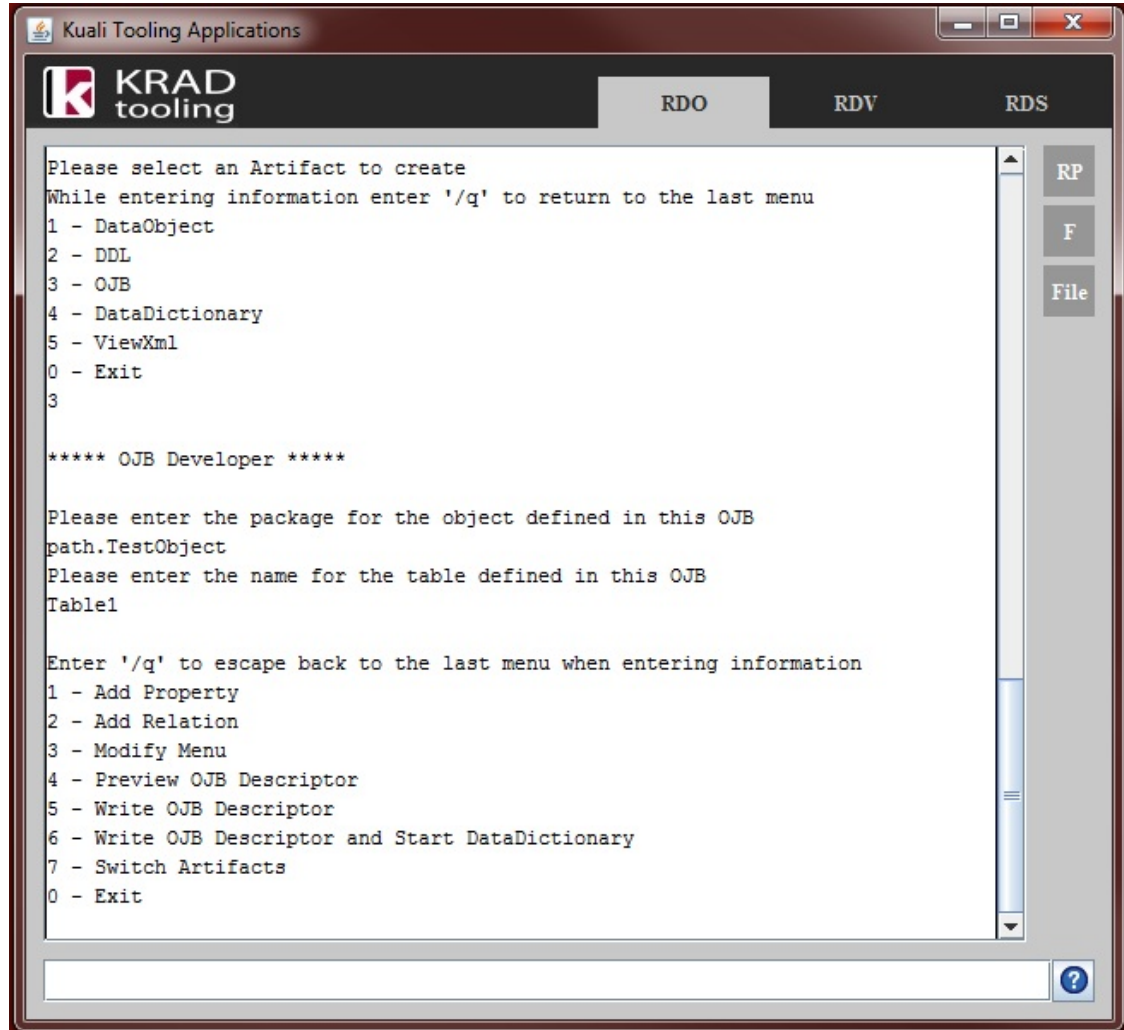 Kuali Tooling Applications
KRAD
tooling
RDO RDV RDS
Please select an Artifact to create
While entering information enter '/q' to return to the last menu
1 - DataObject
2 - DDL
3 - OJB
4 - DataDictionary
5 - ViewXml
0 - Exit
3
***** OJB Developer *****
Please enter the package for the object defined in this OJB
path.TestObject
Please enter the name for the table defined in this OJB
Table1
Enter '/q' to escape back to the last menu when entering information
1 - Add Property
2 - Add Relation
3 - Modify Menu
4 - Preview OJB Descriptor
5 - Write OJB Descriptor
6 - Write OJB Descriptor and Start DataDictionary
7 - Switch Artifacts
0 - Exit
RP
F
File
?